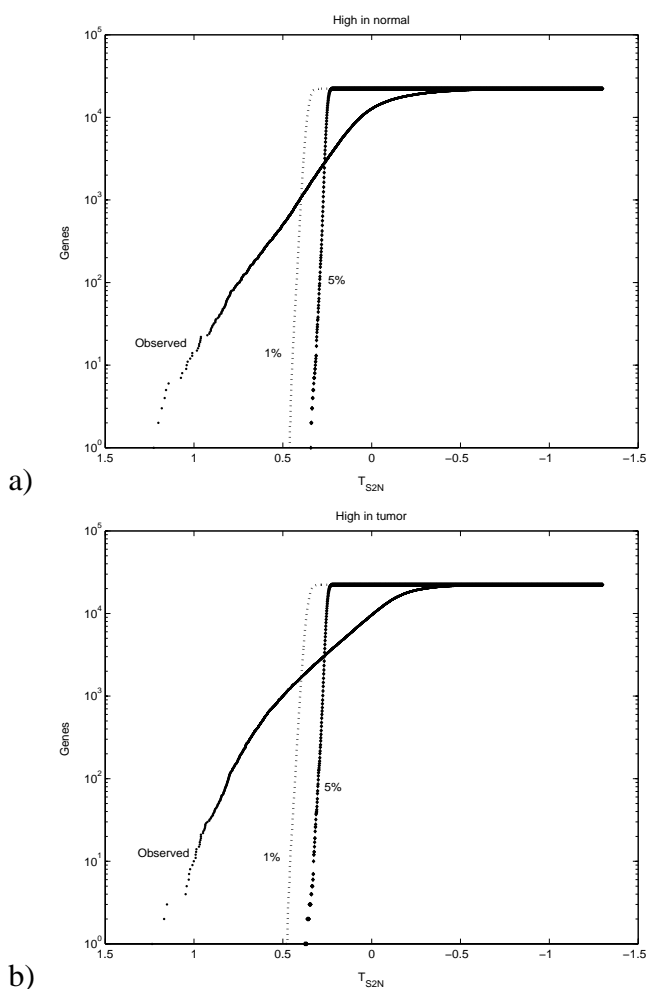 High in normal
10^5
10^4
10^3
10^2
10^1
10^0
Genes
Observed
1%
5%
1.5 1 0.5 0 −0.5 −1 −1.5
T_S2N
a)
High in tumor
10^5
10^4
10^3
10^2
10^1
10^0
Genes
Observed
1%
5%
1.5 1 0.5 0 −0.5 −1 −1.5
T_S2N
b)